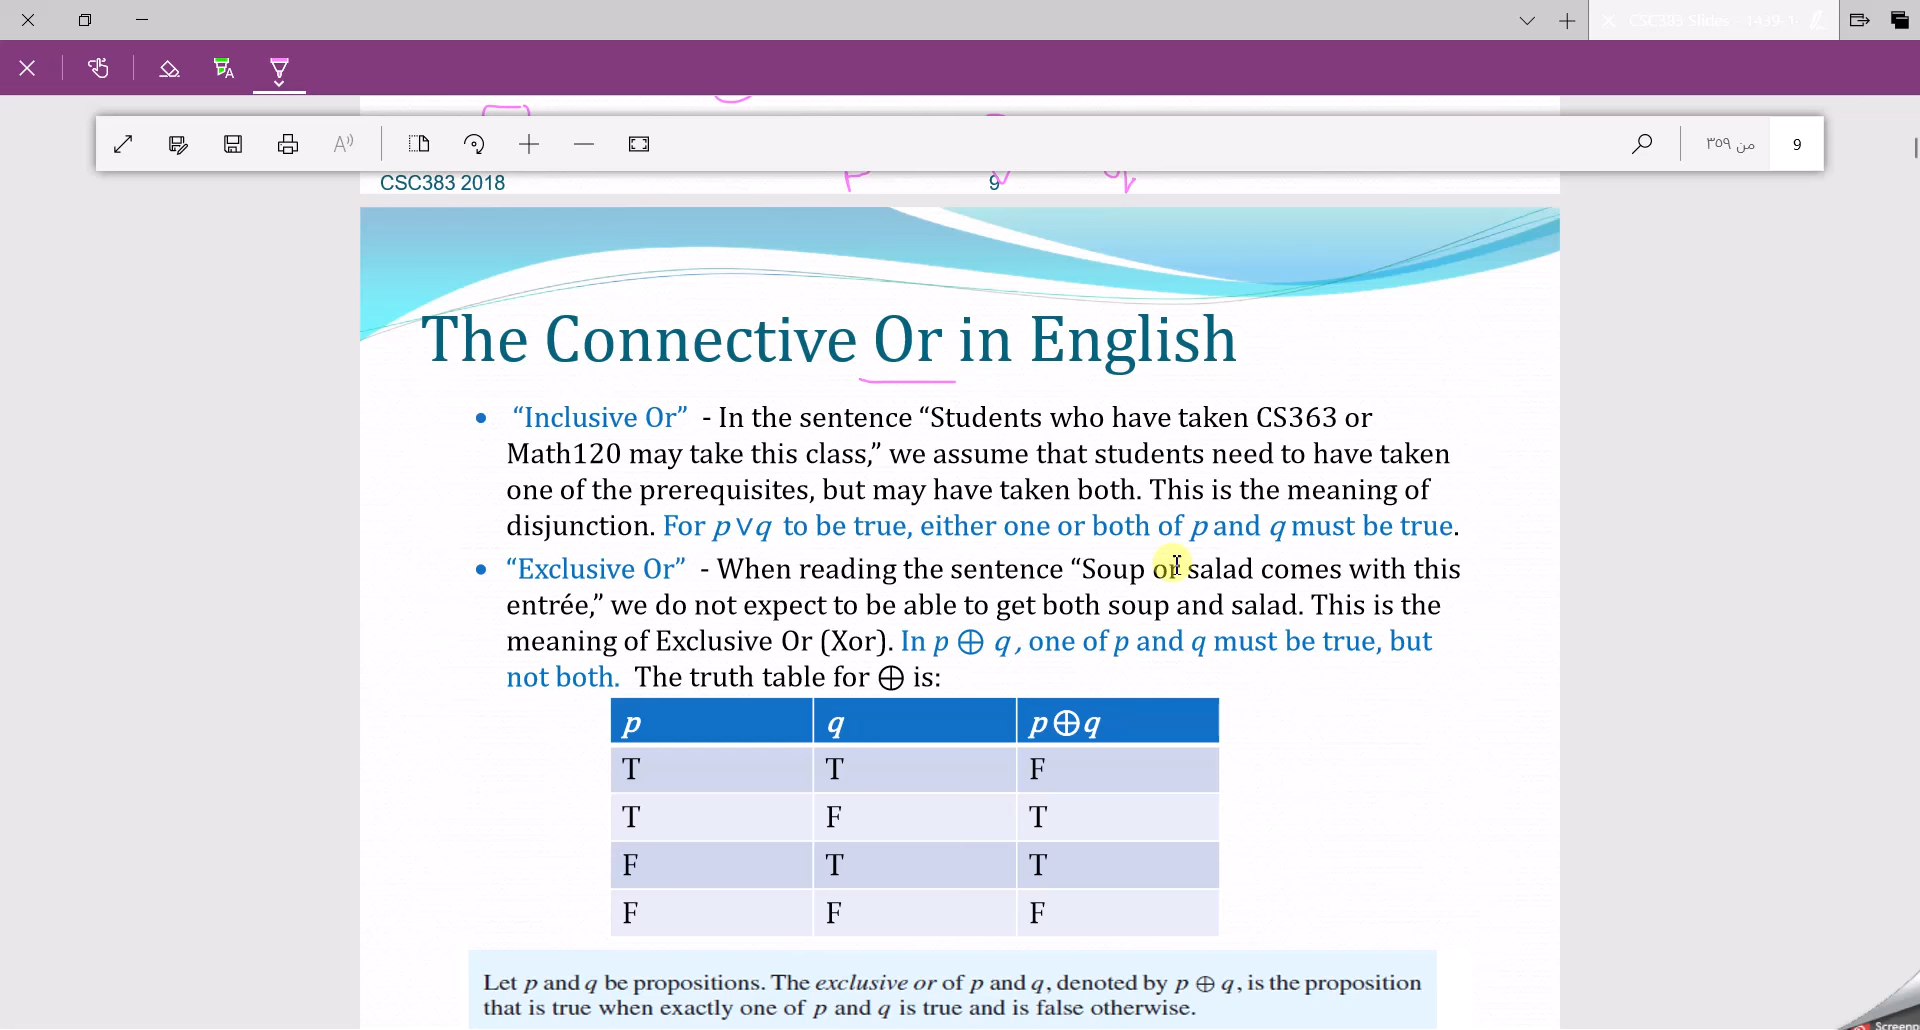 CSC383 Slides 1439-1
9
من ٣٥٩
CSC383 2018
9
p
q
The Connective Or in English
• “Inclusive Or” - In the sentence “Students who have taken CS363 or
Math120 may take this class,” we assume that students need to have taken
one of the prerequisites, but may have taken both. This is the meaning of
disjunction. For p ∨q to be true, either one or both of p and q must be true.
• “Exclusive Or” - When reading the sentence “Soup or salad comes with this
entrée,” we do not expect to be able to get both soup and salad. This is the
meaning of Exclusive Or (Xor). In p ⊕ q , one of p and q must be true, but
not both. The truth table for ⊕ is:
p q p⊕q
T T F
T F T
F T T
F F F
Let p and q be propositions. The exclusive or of p and q, denoted by p ⊕ q, is the proposition
that is true when exactly one of p and q is true and is false otherwise.